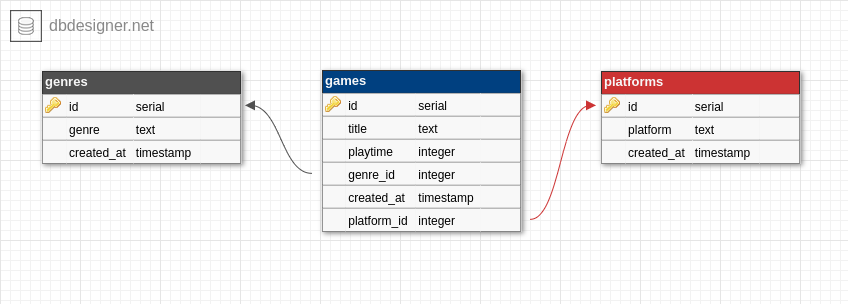 dbdesigner.net
genres
id serial
genre text
created_at timestamp
games
id serial
title text
playtime integer
genre_id integer
created_at timestamp
platform_id integer
platforms
id serial
platform text
created_at timestamp